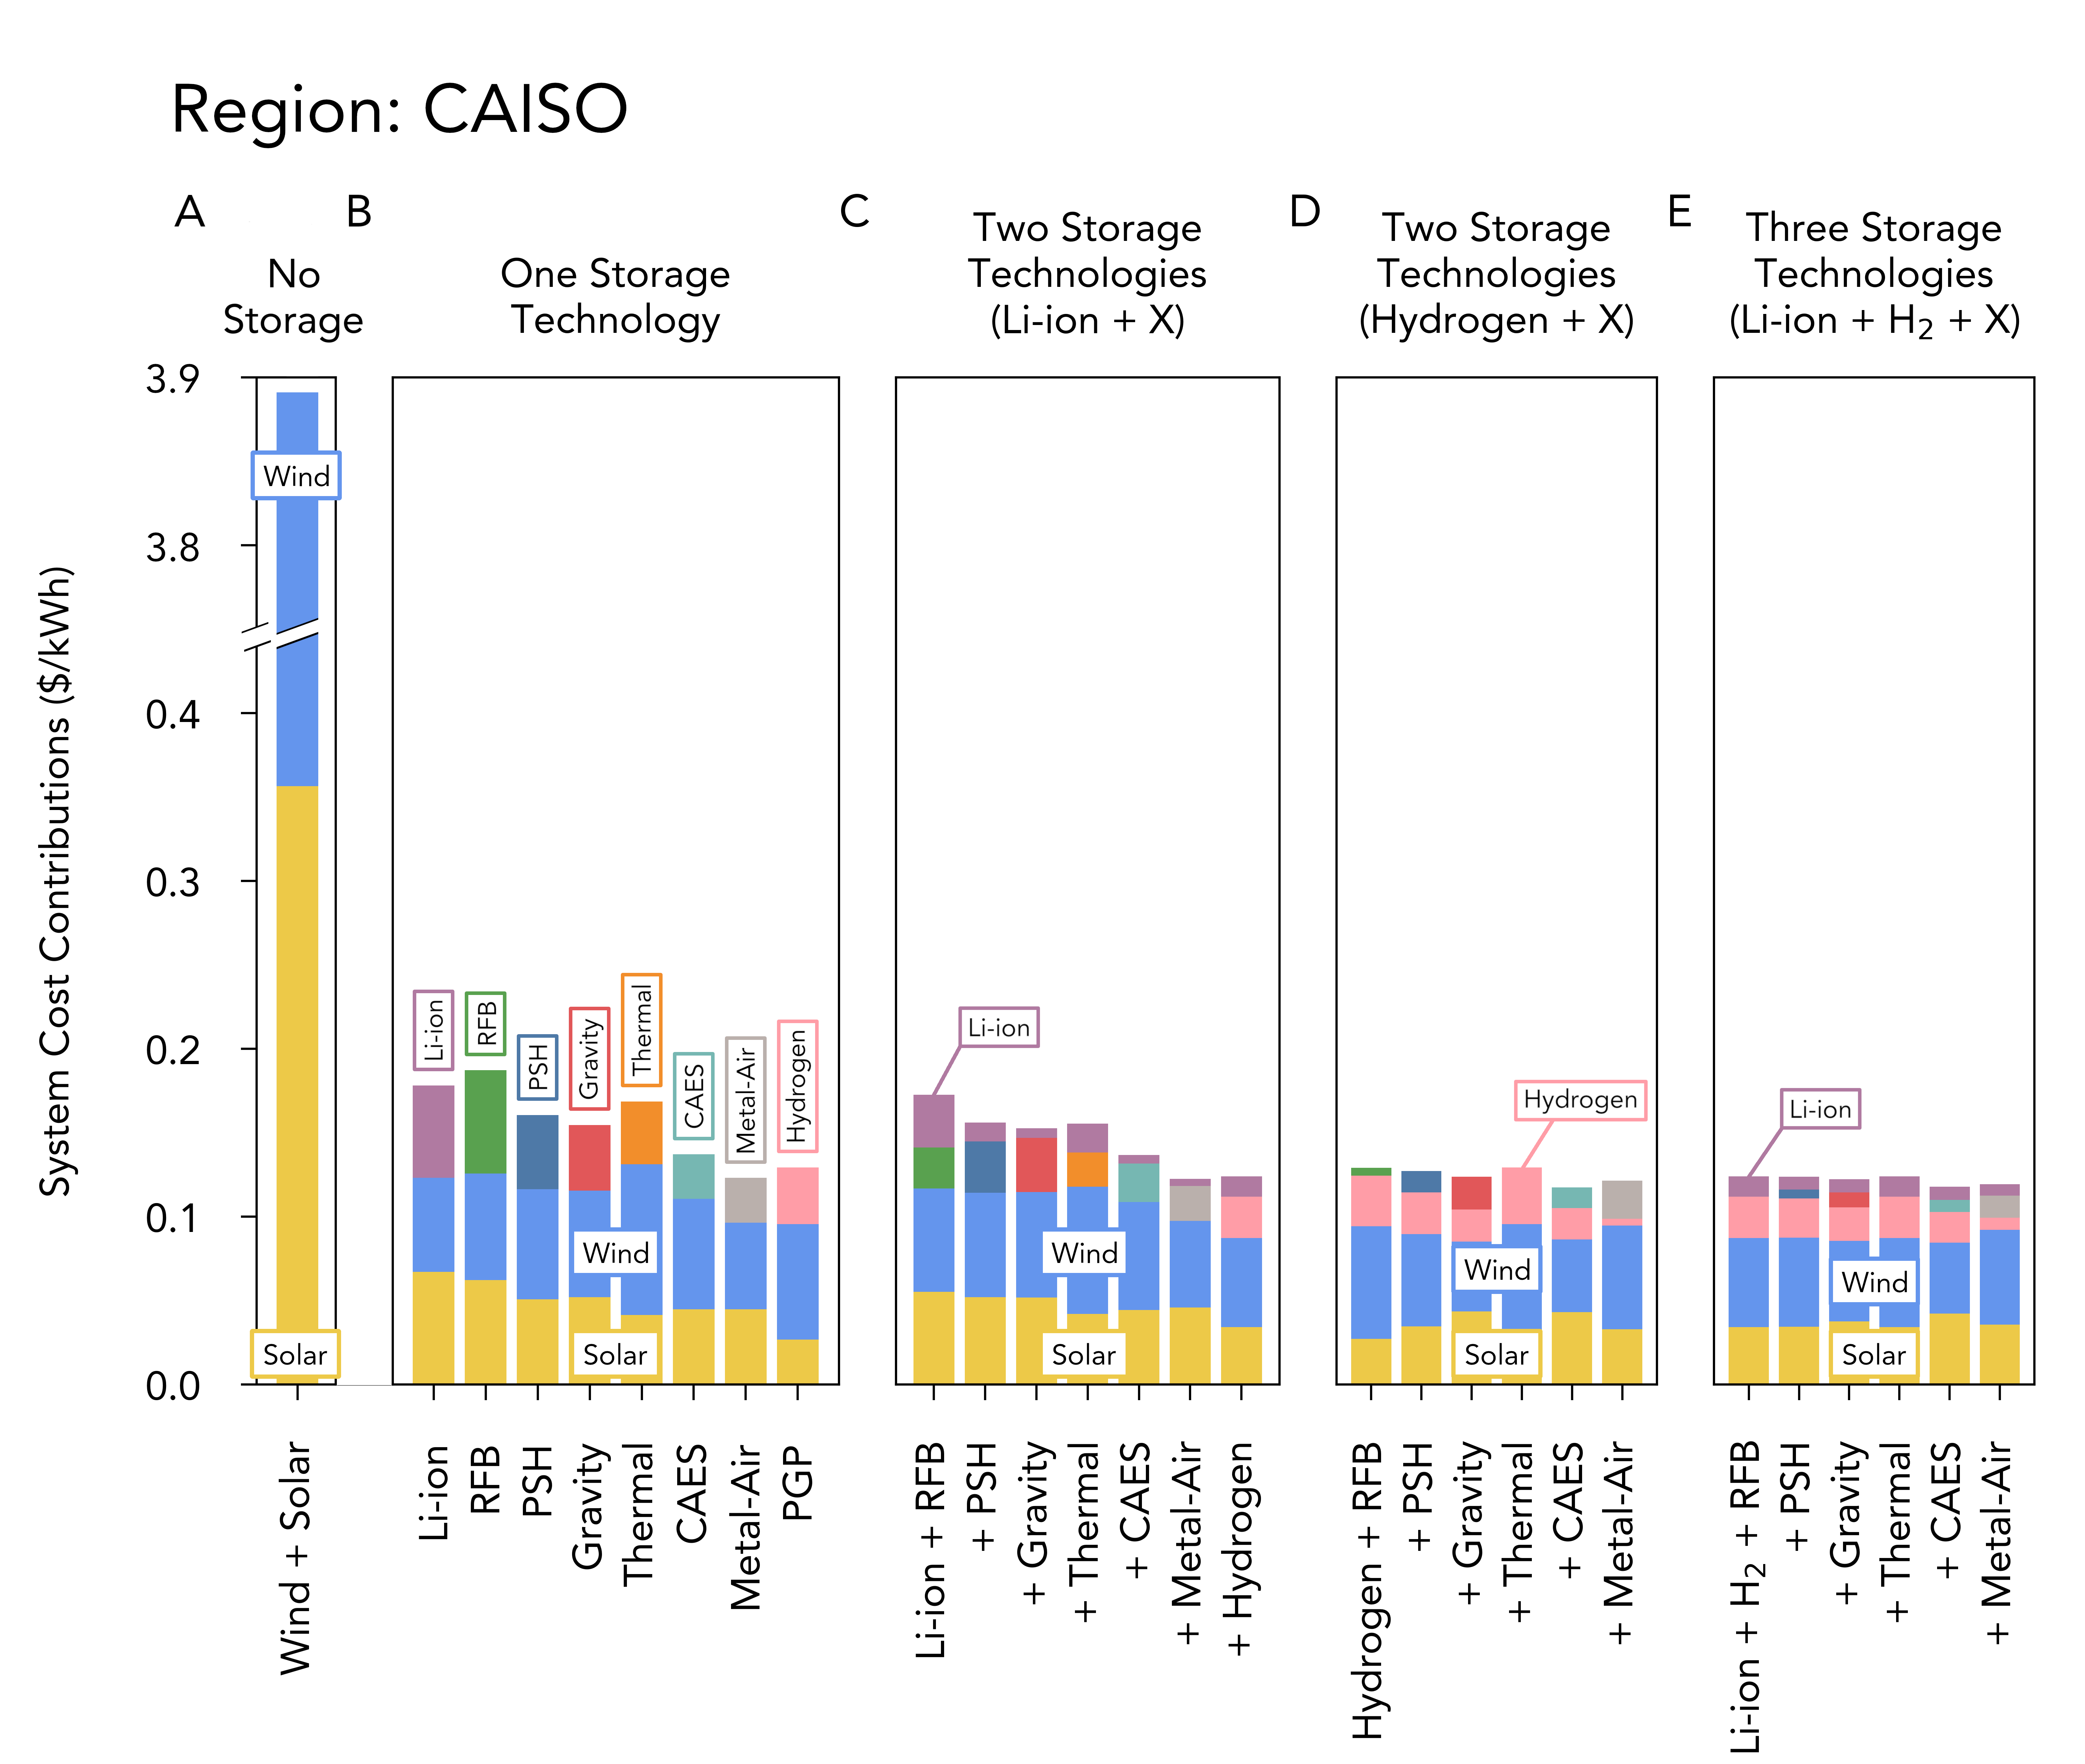 Region: CAISO
A
B
C
D
E
No
Storage
One Storage
Technology
Two Storage
Technologies
(Li-ion + X)
Two Storage
Technologies
(Hydrogen + X)
Three Storage
Technologies
(Li-ion + H₂ + X)
System Cost Contributions ($/kWh)
3.9
3.8
0.4
0.3
0.2
0.1
0.0
Wind
Solar
Li-ion
RFB
PSH
Gravity
Thermal
CAES
Metal-Air
Hydrogen
Wind
Solar
Li-ion
Wind
Solar
Hydrogen
Wind
Solar
Li-ion
Wind
Solar
Wind + Solar
Li-ion
RFB
PSH
Gravity
Thermal
CAES
Metal-Air
PGP
Li-ion + RFB
+ PSH
+ Gravity
+ Thermal
+ CAES
+ Metal-Air
+ Hydrogen
Hydrogen + RFB
+ PSH
+ Gravity
+ Thermal
+ CAES
+ Metal-Air
Li-ion + H₂ + RFB
+ PSH
+ Gravity
+ Thermal
+ CAES
+ Metal-Air